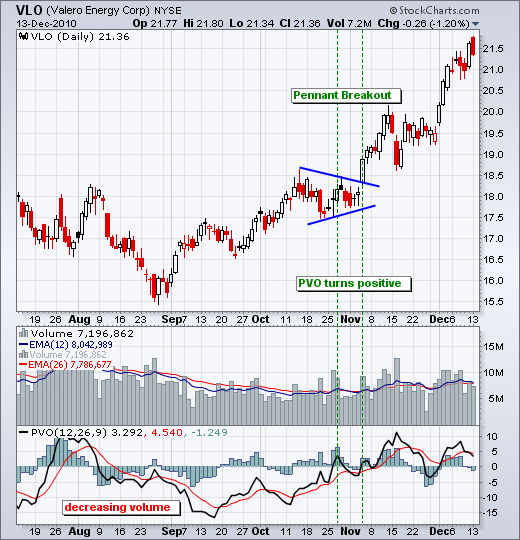 VLO (Valero Energy Corp) NYSE
© StockCharts.com
13-Dec-2010 Op 21.77 Hi 21.80 Lo 21.36 Cl 21.36 Vol 7.2M Chg -0.26 (-1.20%)
VLO (Daily) 21.36
21.5
21.0
20.5
20.0
19.5
19.0
18.5
18.0
17.5
17.0
16.5
16.0
15.5
Pennant Breakout
PVO turns positive
19 26 Aug 9 16 23 Sep 7 13 20 27 Oct 11 18 25 Nov 8 15 22 Dec 6 13
Volume 7,196,862
EMA(12) 8,042,989
Volume 7,196,862
EMA(26) 7,786,677
15M
10M
5M
PVO(12,26,9) 3.292, 4.540, -1.249
10
5
0
-5
-10
-15
decreasing volume
19 26 Aug 9 16 23 Sep 7 13 20 27 Oct 11 18 25 Nov 8 15 22 Dec 6 13